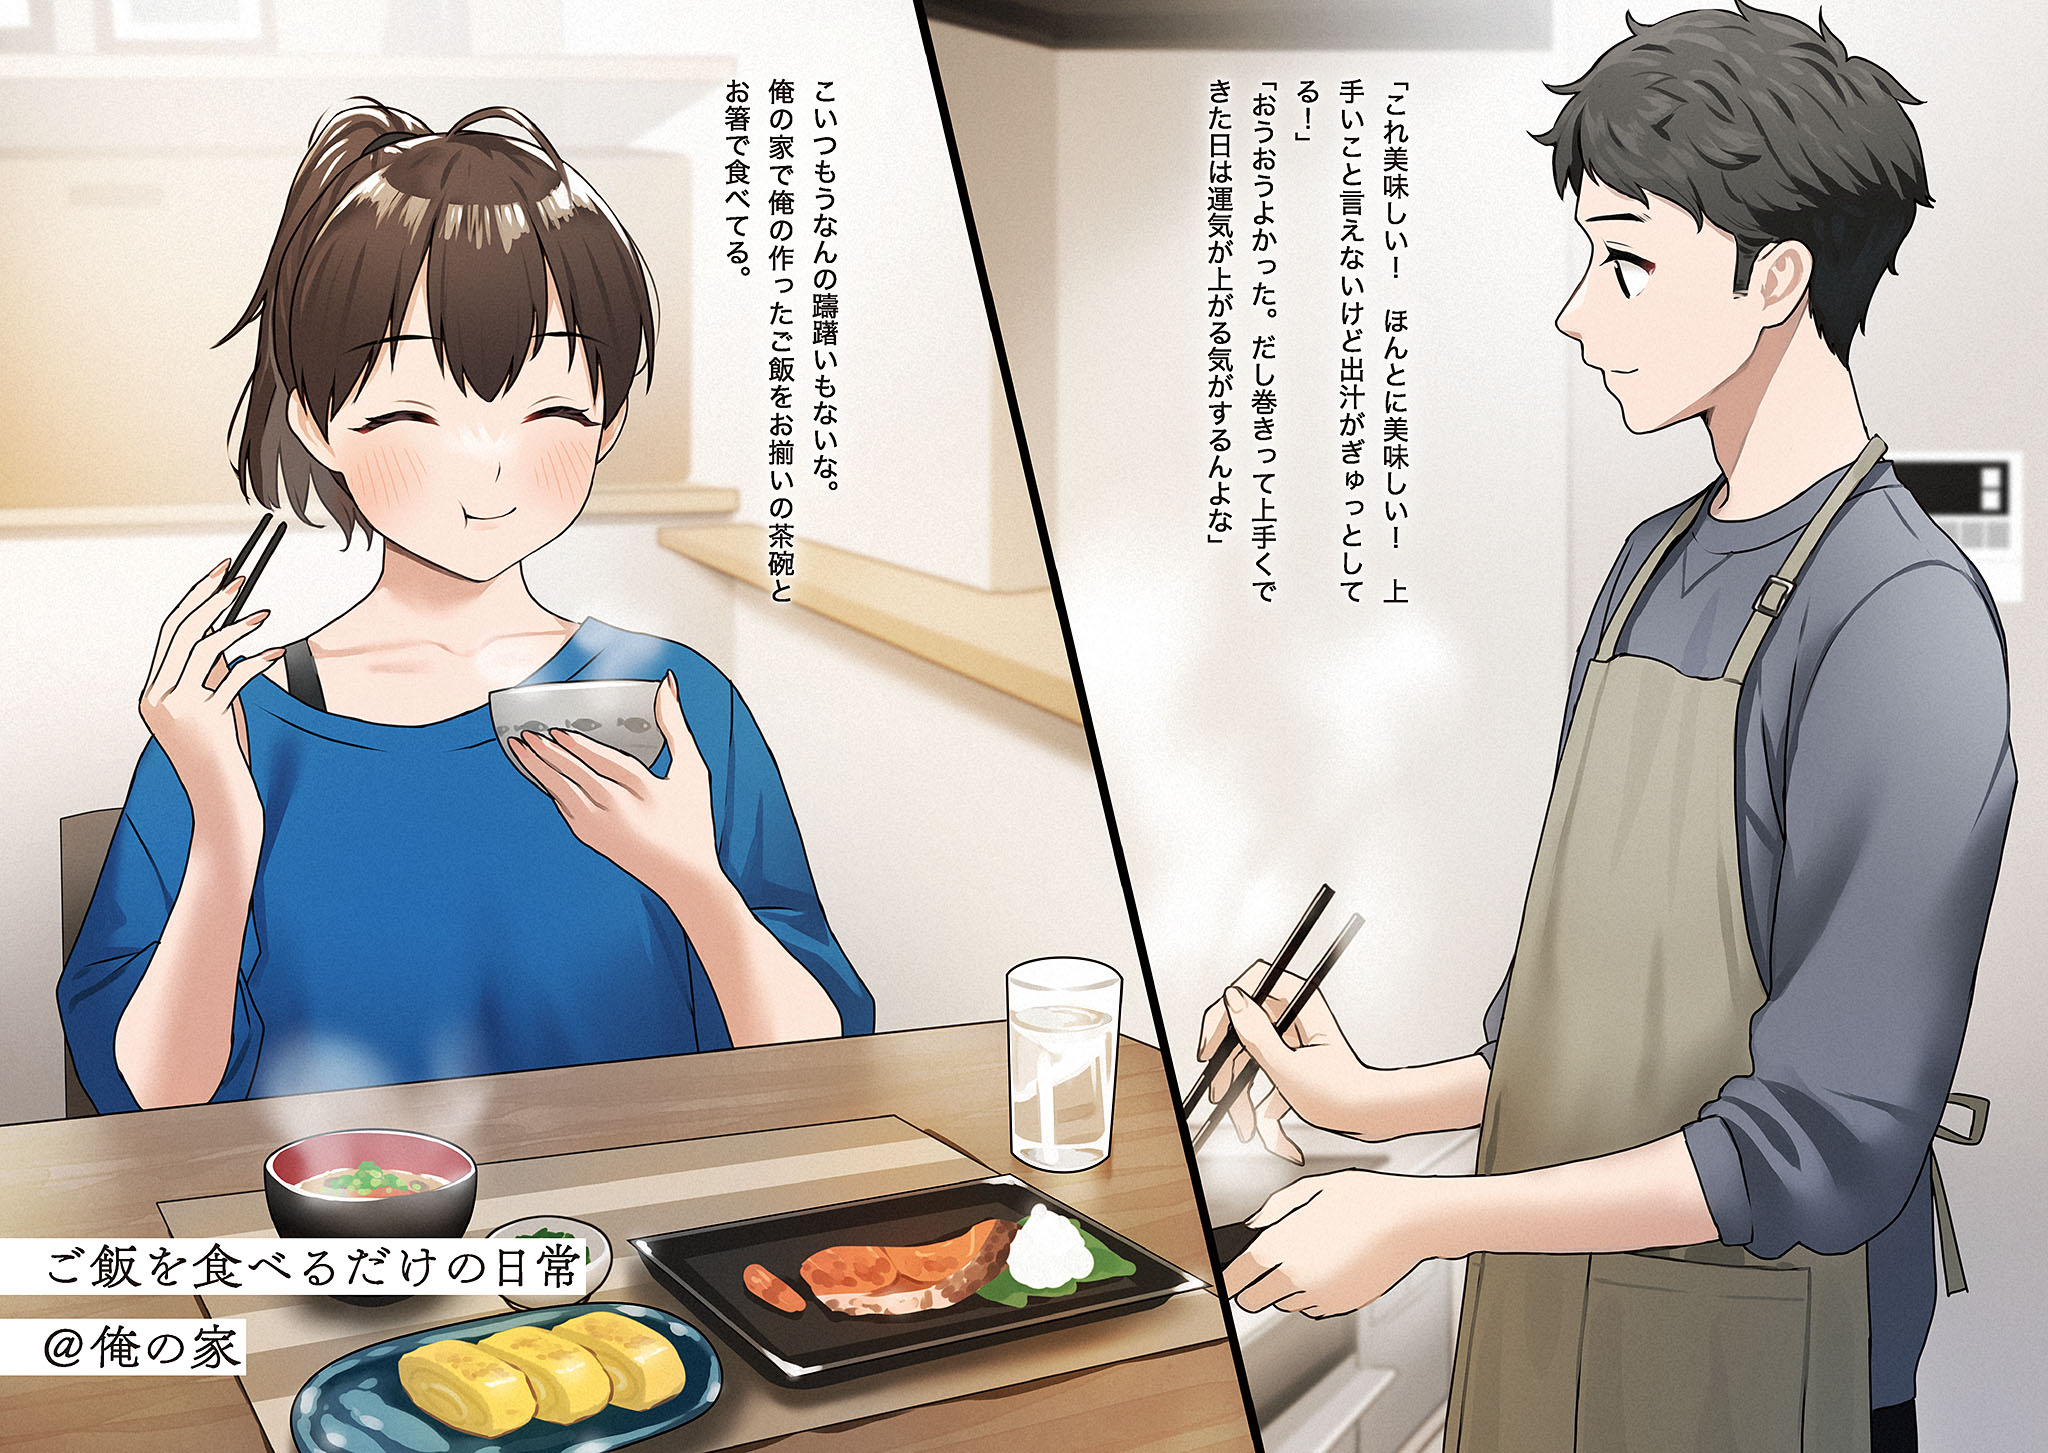 「これ美味しい！　ほんとに美味しい！　上
手いこと言えないけど出汁がぎゅっとして
る！」
「おうおうよかった。だし巻きって上手くで
きた日は運気が上がる気がするんよな」
こいつもうなんの躊躇いもないな。
俺の家で俺の作ったご飯をお揃いの茶碗と
お箸で食べてる。
ご飯を食べるだけの日常
＠俺の家